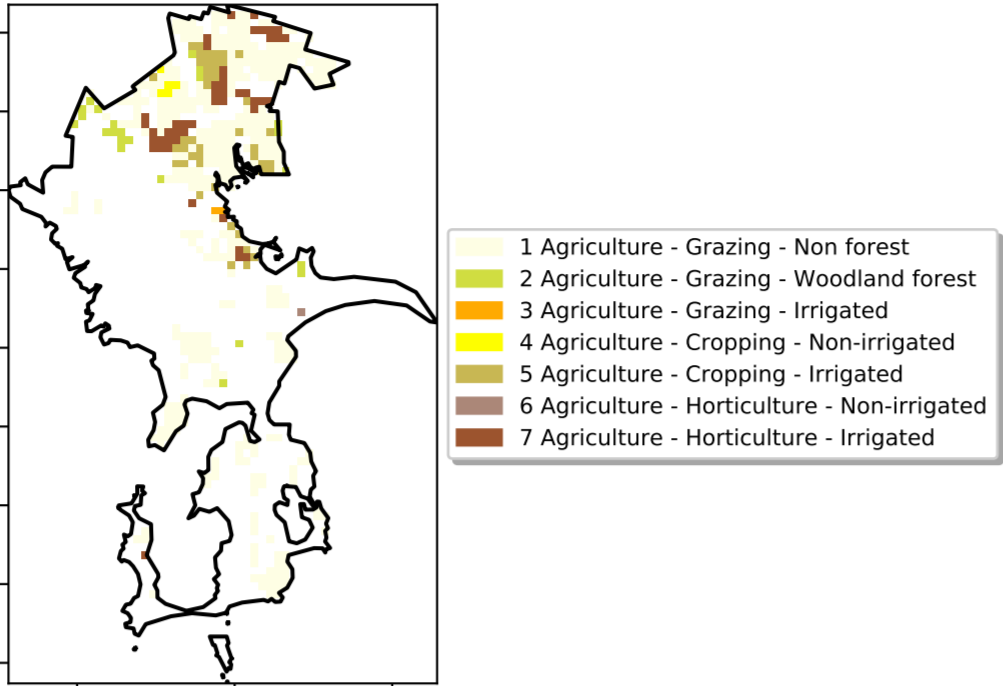 1 Agriculture - Grazing - Non forest
2 Agriculture - Grazing - Woodland forest
3 Agriculture - Grazing - Irrigated
4 Agriculture - Cropping - Non-irrigated
5 Agriculture - Cropping - Irrigated
6 Agriculture - Horticulture - Non-irrigated
7 Agriculture - Horticulture - Irrigated